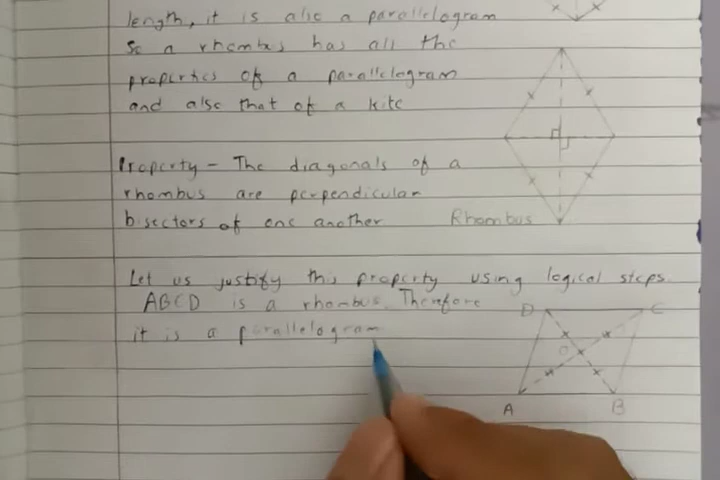 length, it is also a parallelogram
So a rhombus has all the
properties of a parallelogram
and also that of a kite
Property - The diagonals of a
rhombus are perpendicular
bisectors of one another
Rhombus
Let us justify this property using logical steps.
ABCD is a rhombus. Therefore
it is a parallelogram
D C
O
A B